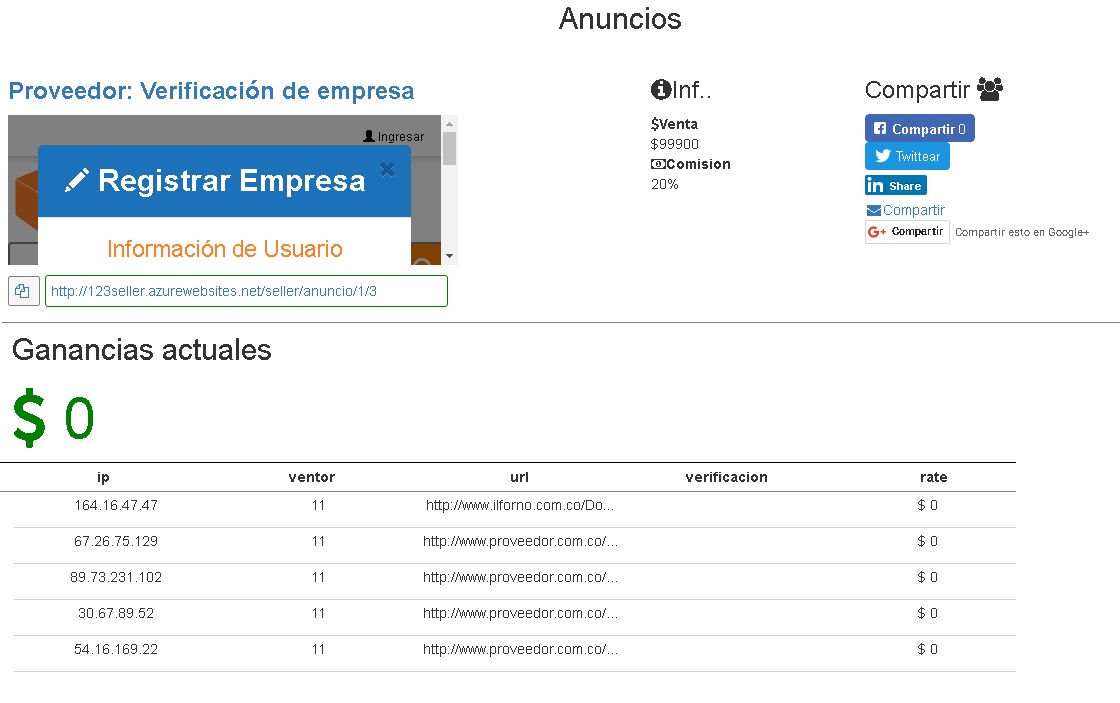 Anuncios
Proveedor: Verificación de empresa
Ingresar
Registrar Empresa
Información de Usuario
http://123seller.azurewebsites.net/seller/anuncio/1/3
Inf..
$Venta
$99900
Comision
20%
Compartir
Compartir 0
Twittear
in Share
Compartir
G+ Compartir Compartir esto en Google+
Ganancias actuales
$ 0
ip ventor url verificacion rate
164.16.47.47 11 http://www.ilforno.com.co/Do... $ 0
67.26.75.129 11 http://www.proveedor.com.co/... $ 0
89.73.231.102 11 http://www.proveedor.com.co/... $ 0
30.67.89.52 11 http://www.proveedor.com.co/... $ 0
54.16.169.22 11 http://www.proveedor.com.co/... $ 0